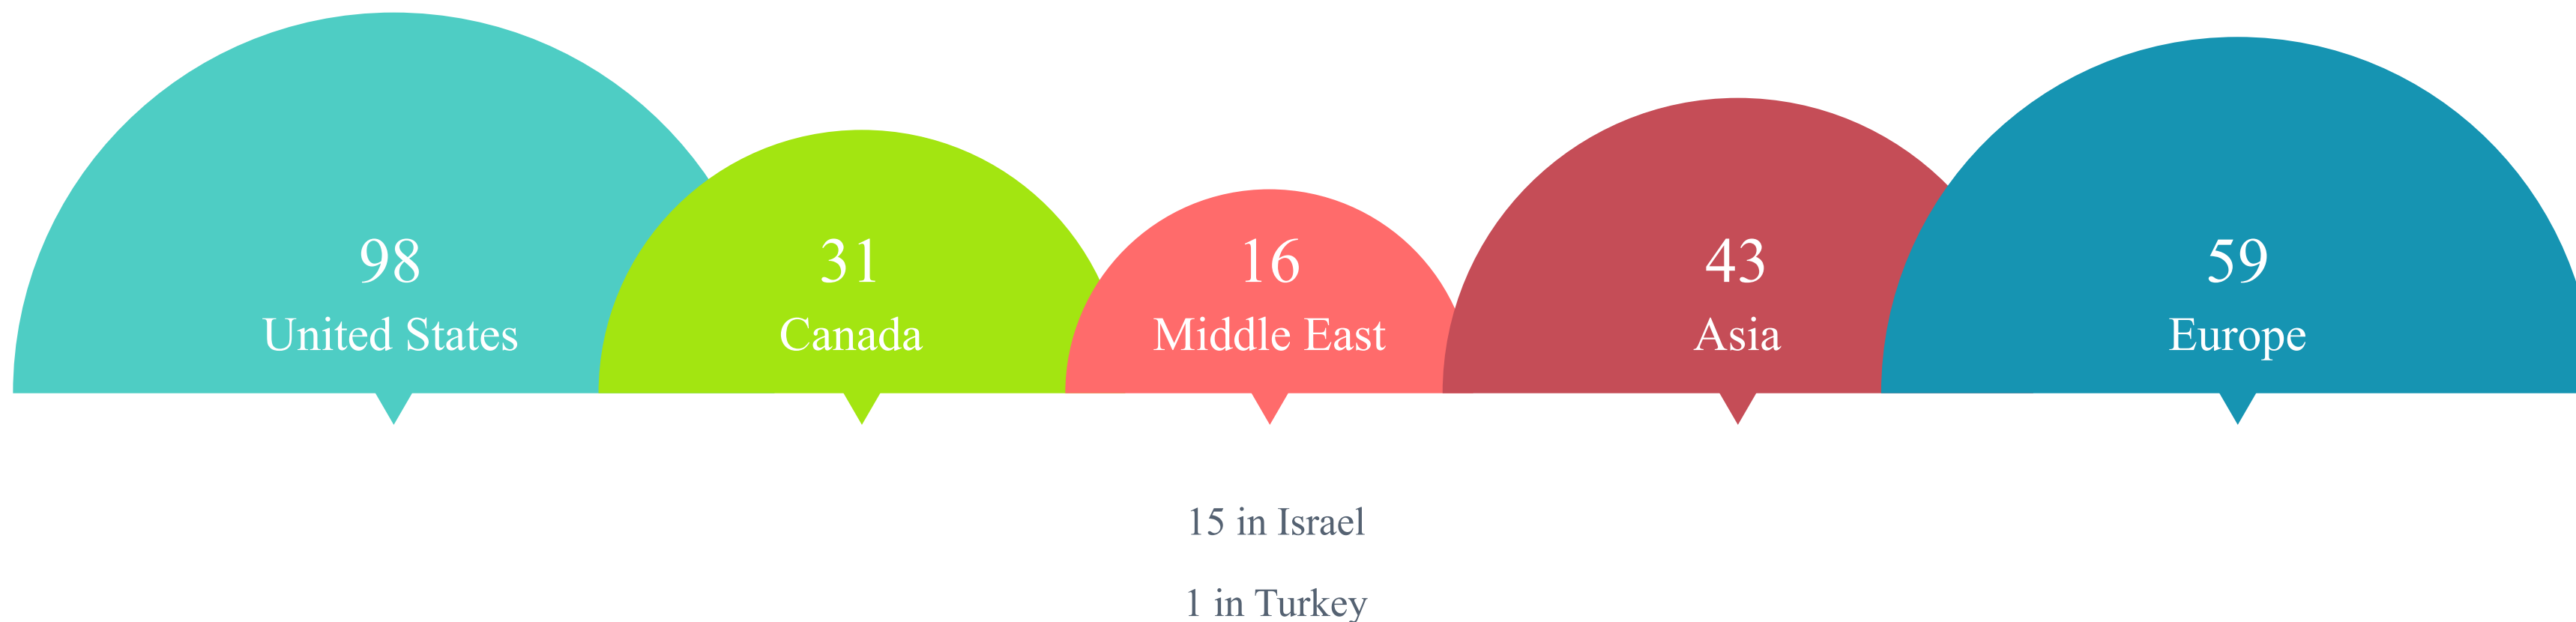 98
United States
31
Canada
16
Middle East
43
Asia
59
Europe
15 in Israel
1 in Turkey